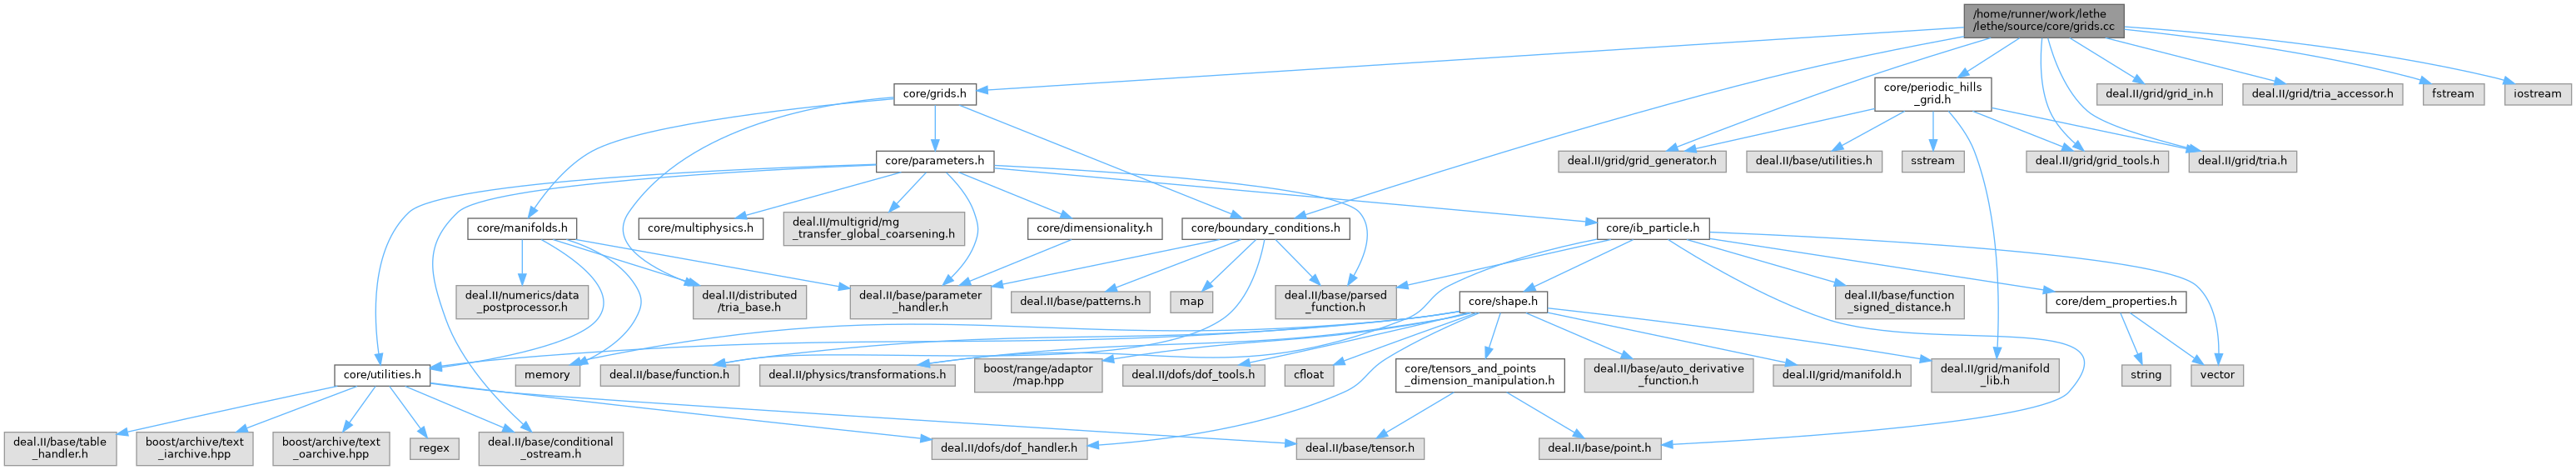 /home/runner/work/lethe
/lethe/source/core/grids.cc
core/grids.h
core/periodic_hills
_grid.h
deal.II/grid/grid_in.h
deal.II/grid/tria_accessor.h
fstream
iostream
core/parameters.h
deal.II/grid/grid_generator.h
deal.II/base/utilities.h
sstream
deal.II/grid/grid_tools.h
deal.II/grid/tria.h
core/manifolds.h
core/multiphysics.h
deal.II/multigrid/mg
_transfer_global_coarsening.h
core/dimensionality.h
core/boundary_conditions.h
core/ib_particle.h
deal.II/numerics/data
_postprocessor.h
deal.II/distributed
/tria_base.h
deal.II/base/parameter
_handler.h
deal.II/base/patterns.h
map
deal.II/base/parsed
_function.h
core/shape.h
deal.II/base/function
_signed_distance.h
core/dem_properties.h
core/utilities.h
memory
deal.II/base/function.h
deal.II/physics/transformations.h
boost/range/adaptor
/map.hpp
deal.II/dofs/dof_tools.h
cfloat
core/tensors_and_points
_dimension_manipulation.h
deal.II/base/auto_derivative
_function.h
deal.II/grid/manifold.h
deal.II/grid/manifold
_lib.h
string
vector
deal.II/base/table
_handler.h
boost/archive/text
_iarchive.hpp
boost/archive/text
_oarchive.hpp
regex
deal.II/base/conditional
_ostream.h
deal.II/dofs/dof_handler.h
deal.II/base/tensor.h
deal.II/base/point.h